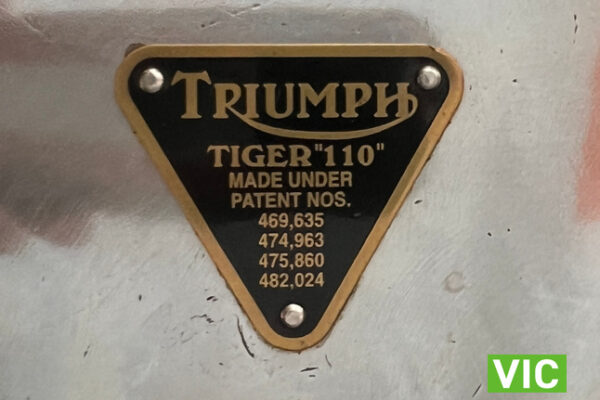 TRIUMPH
TIGER "110"
MADE UNDER
PATENT NOS.
469,635
474,963
475,860
482,024
VIC